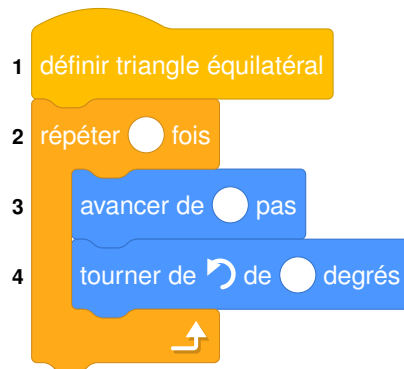 1 définir triangle équilatéral
2 répéter fois
3 avancer de pas
4 tourner de de degrés